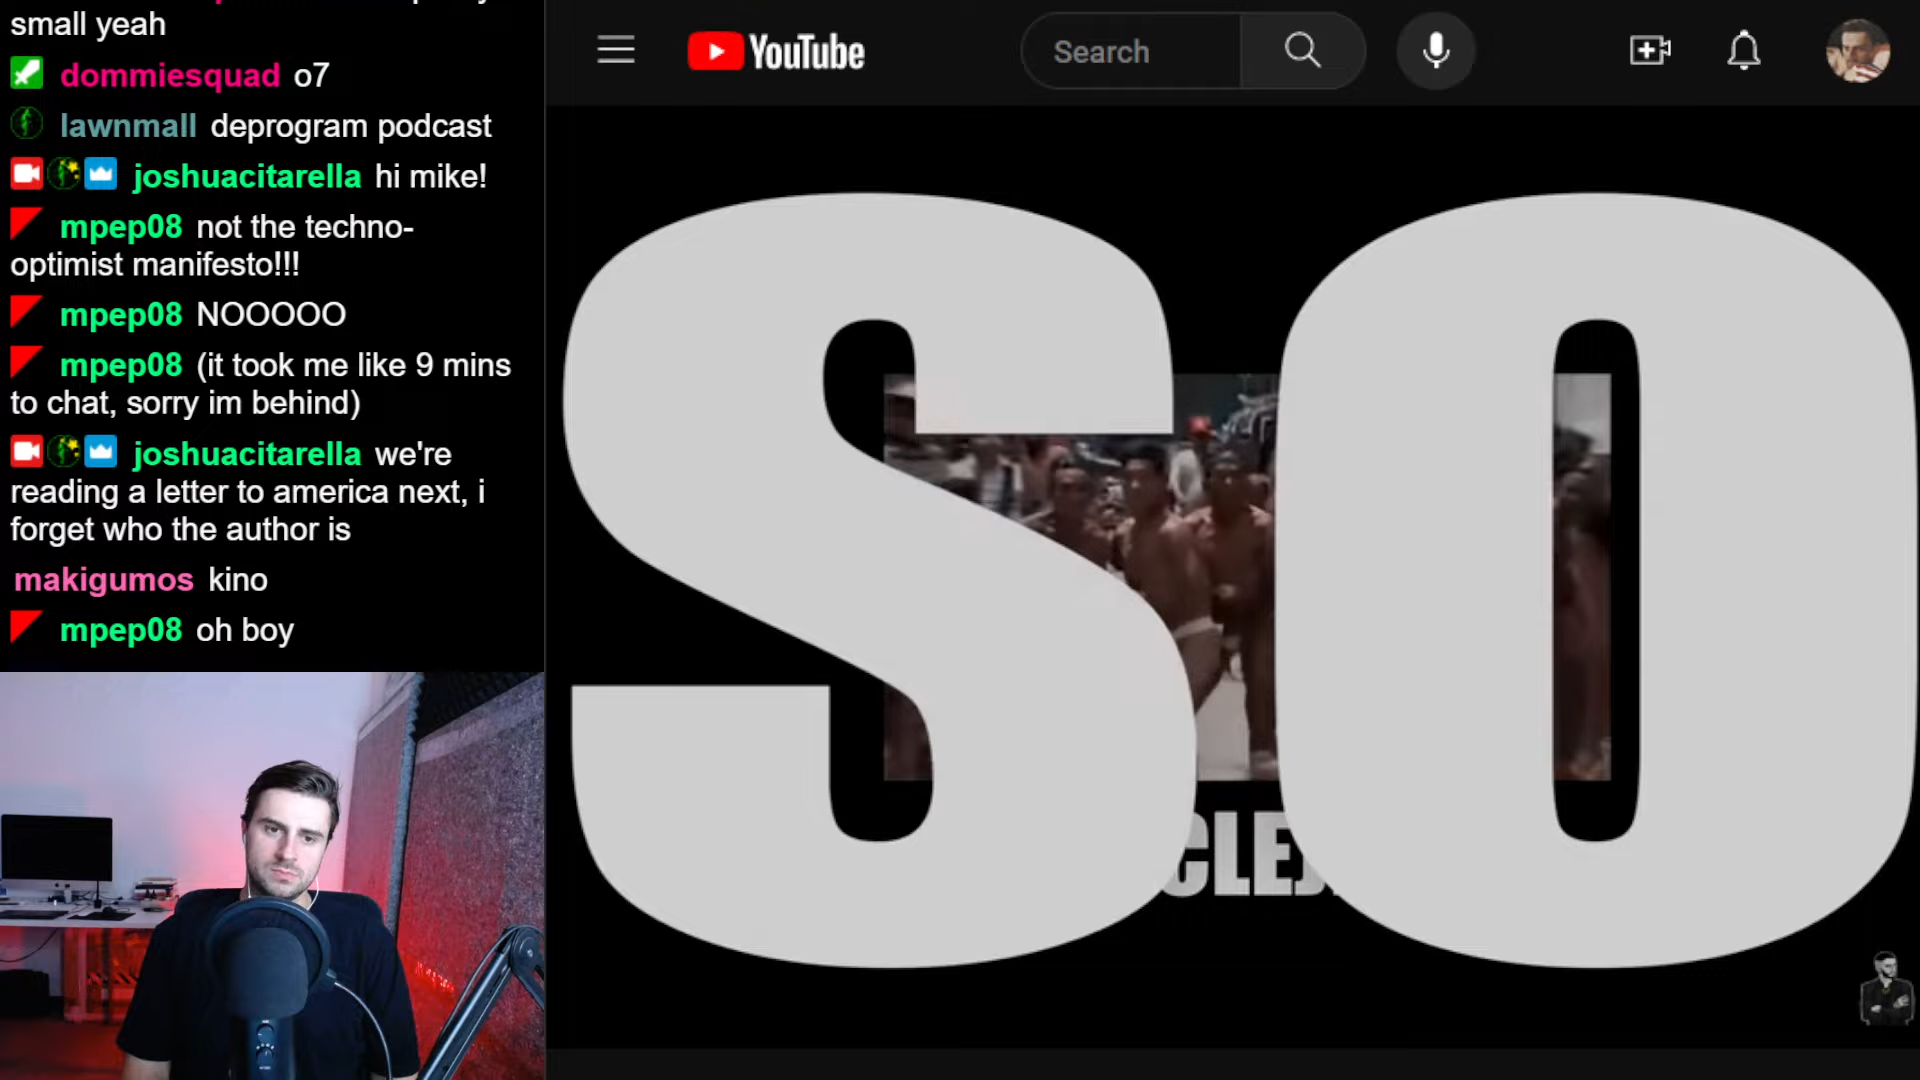 small yeah
dommiesquad o7
lawnmall deprogram podcast
joshuacitarella hi mike!
mpep08 not the techno-
optimist manifesto!!!
mpep08 NOOOOO
mpep08 (it took me like 9 mins
to chat, sorry im behind)
joshuacitarella we're
reading a letter to america next, i
forget who the author is
makigumos kino
mpep08 oh boy
YouTube
Search
SO